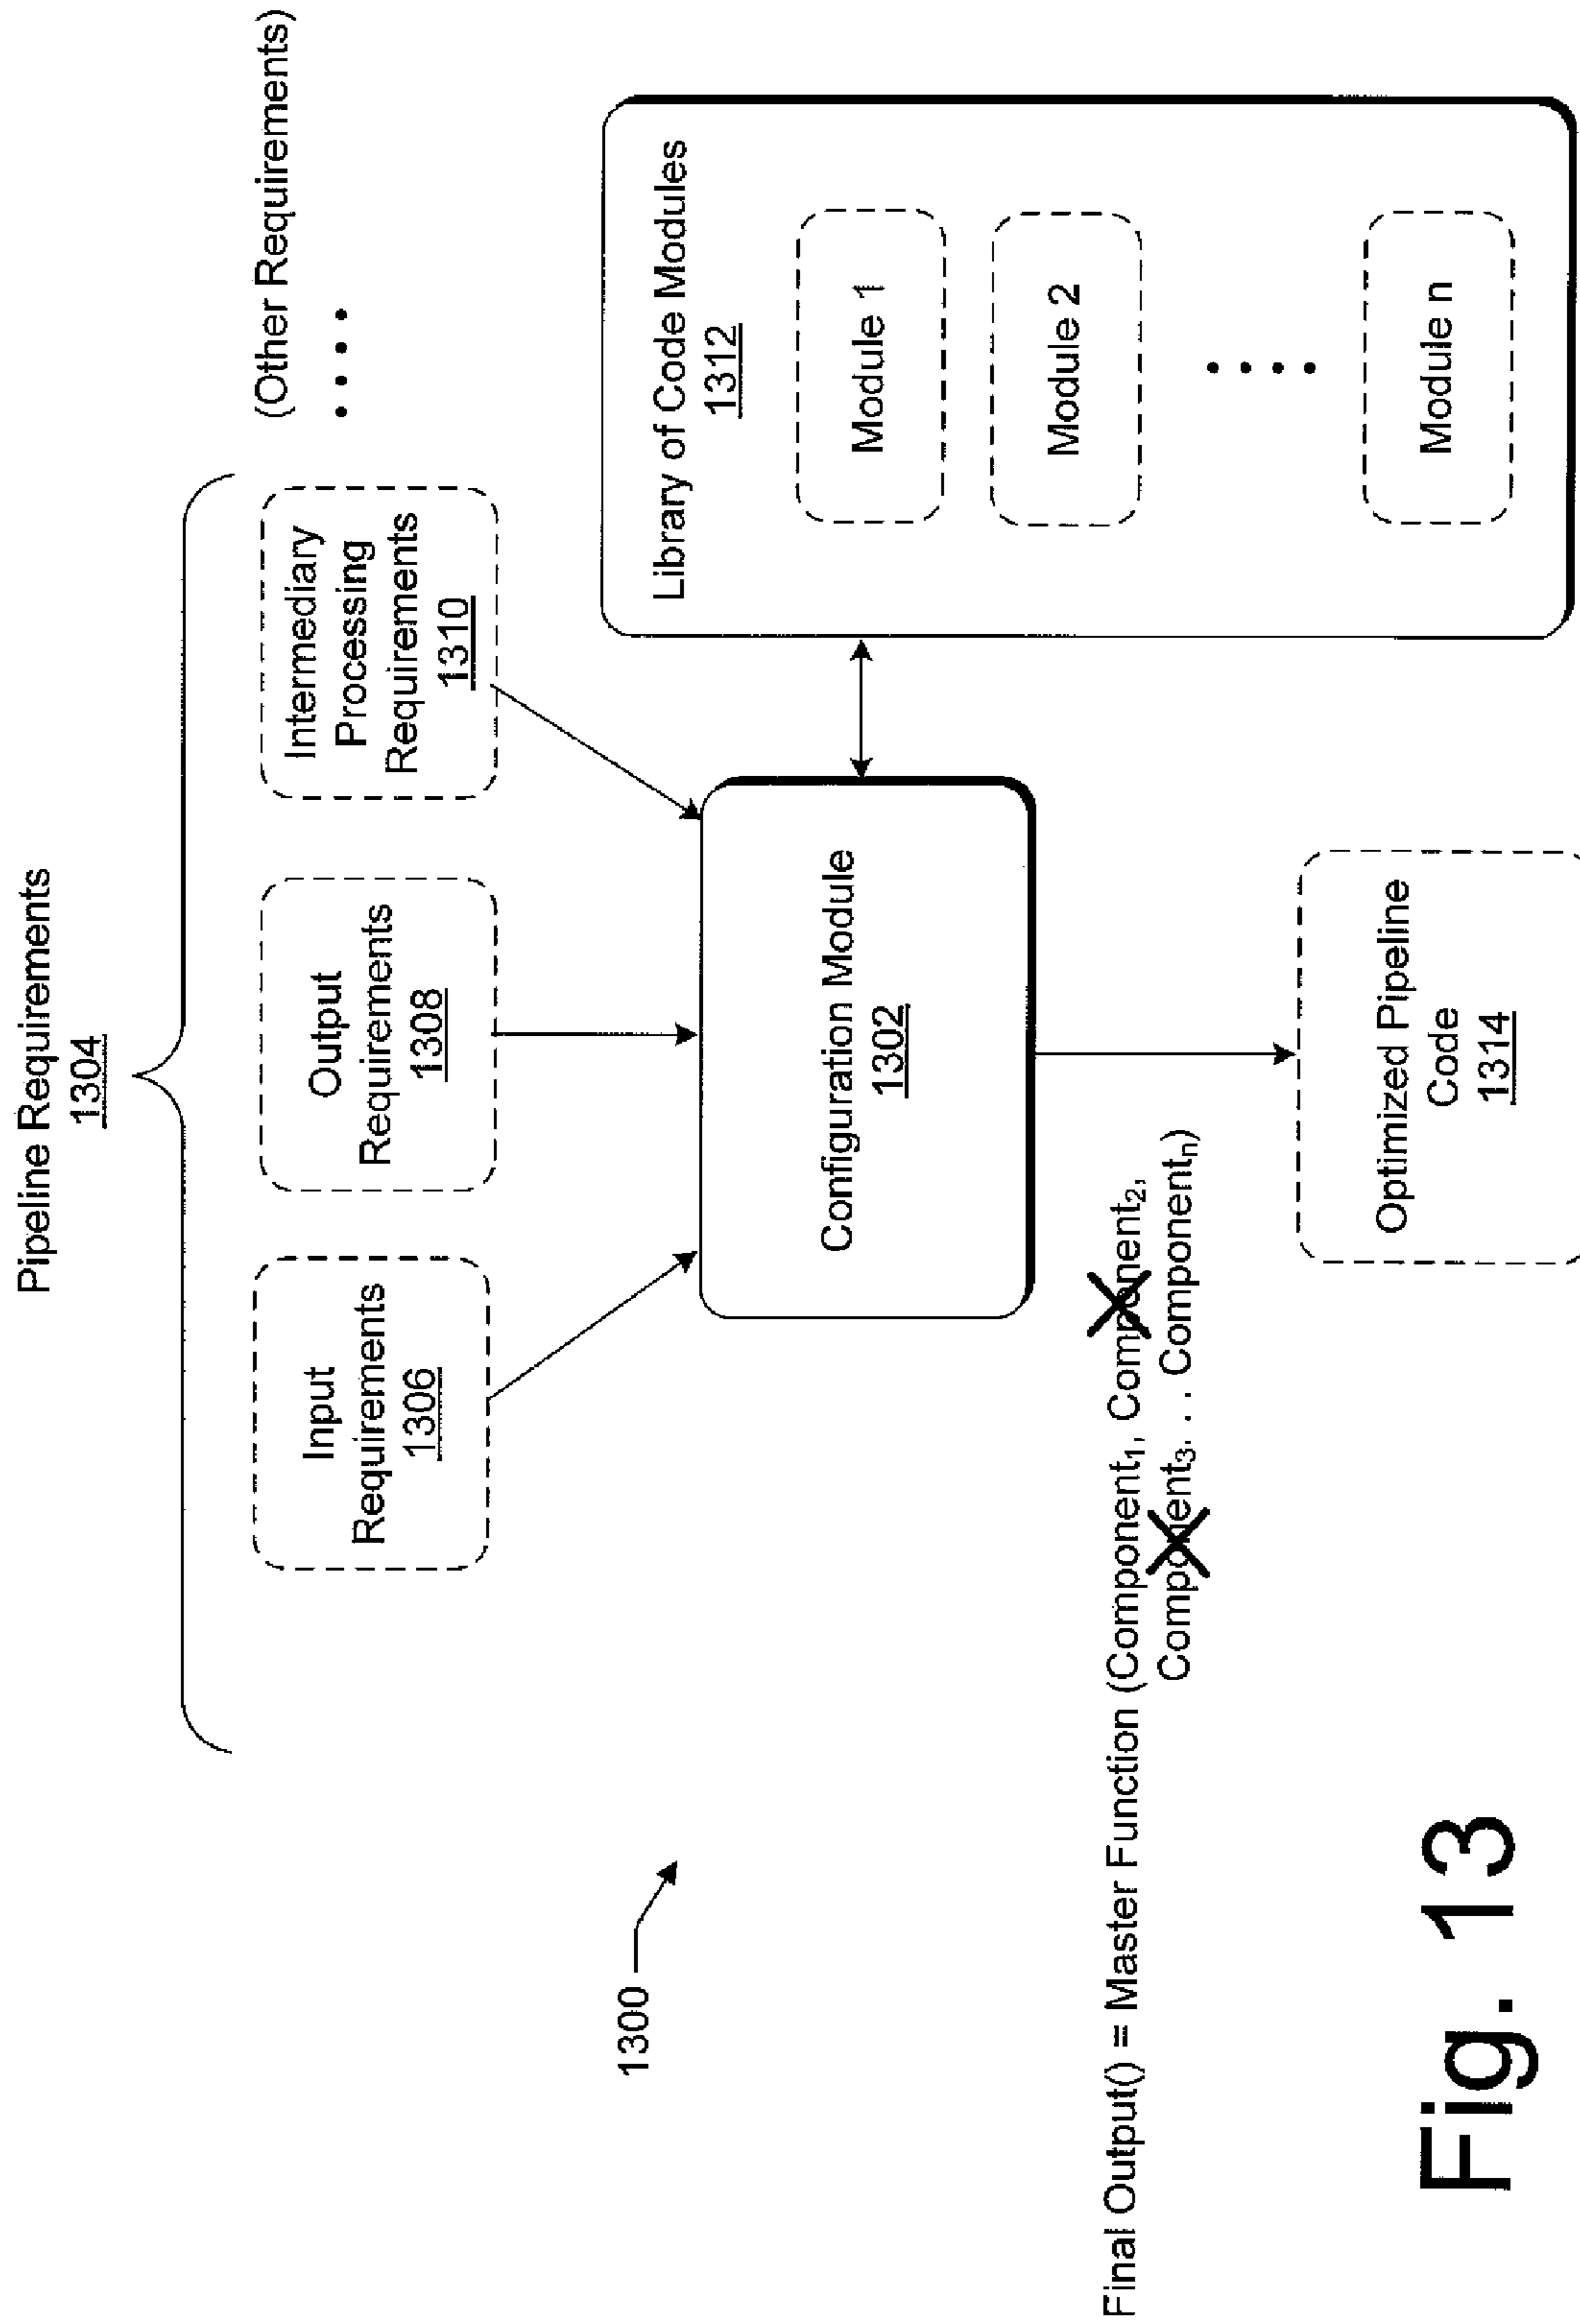 Pipeline Requirements
1304
Input
Requirements
1306
Output
Requirements
1308
Intermediary
Processing
Requirements
1310
(Other Requirements)
1300
Configuration Module
1302
Library of Code Modules
1312
Module 1
Module 2
Module n
Final Output() = Master Function (Component₁, Component₂,
Component₃. . . Componentₙ)
Optimized Pipeline
Code
1314
Fig. 13